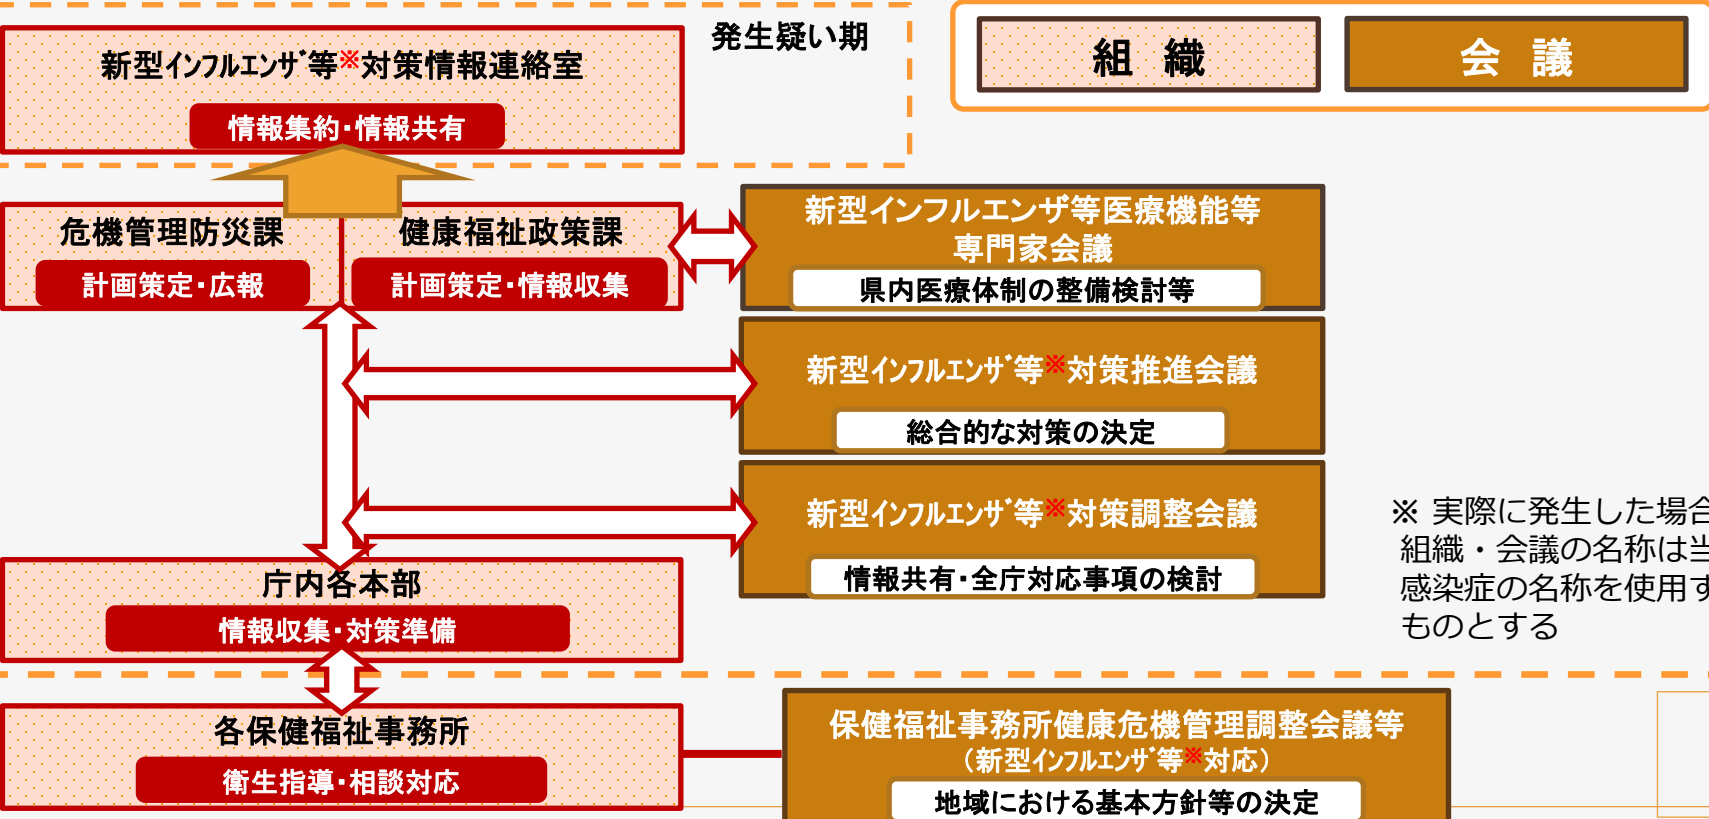 発生疑い期
組 織
会 議
新型ｲﾝﾌﾙｴﾝｻﾞ等※対策情報連絡室
情報集約・情報共有
危機管理防災課
計画策定・広報
健康福祉政策課
計画策定・情報収集
新型インフルエンザ等医療機能等
専門家会議
県内医療体制の整備検討等
新型ｲﾝﾌﾙｴﾝｻﾞ等※対策推進会議
総合的な対策の決定
新型ｲﾝﾌﾙｴﾝｻﾞ等※対策調整会議
情報共有・全庁対応事項の検討
※ 実際に発生した場合
組織・会議の名称は当
感染症の名称を使用す
ものとする
庁内各本部
情報収集・対策準備
各保健福祉事務所
衛生指導・相談対応
保健福祉事務所健康危機管理調整会議等
（新型ｲﾝﾌﾙｴﾝｻﾞ等※対応）
地域における基本方針等の決定